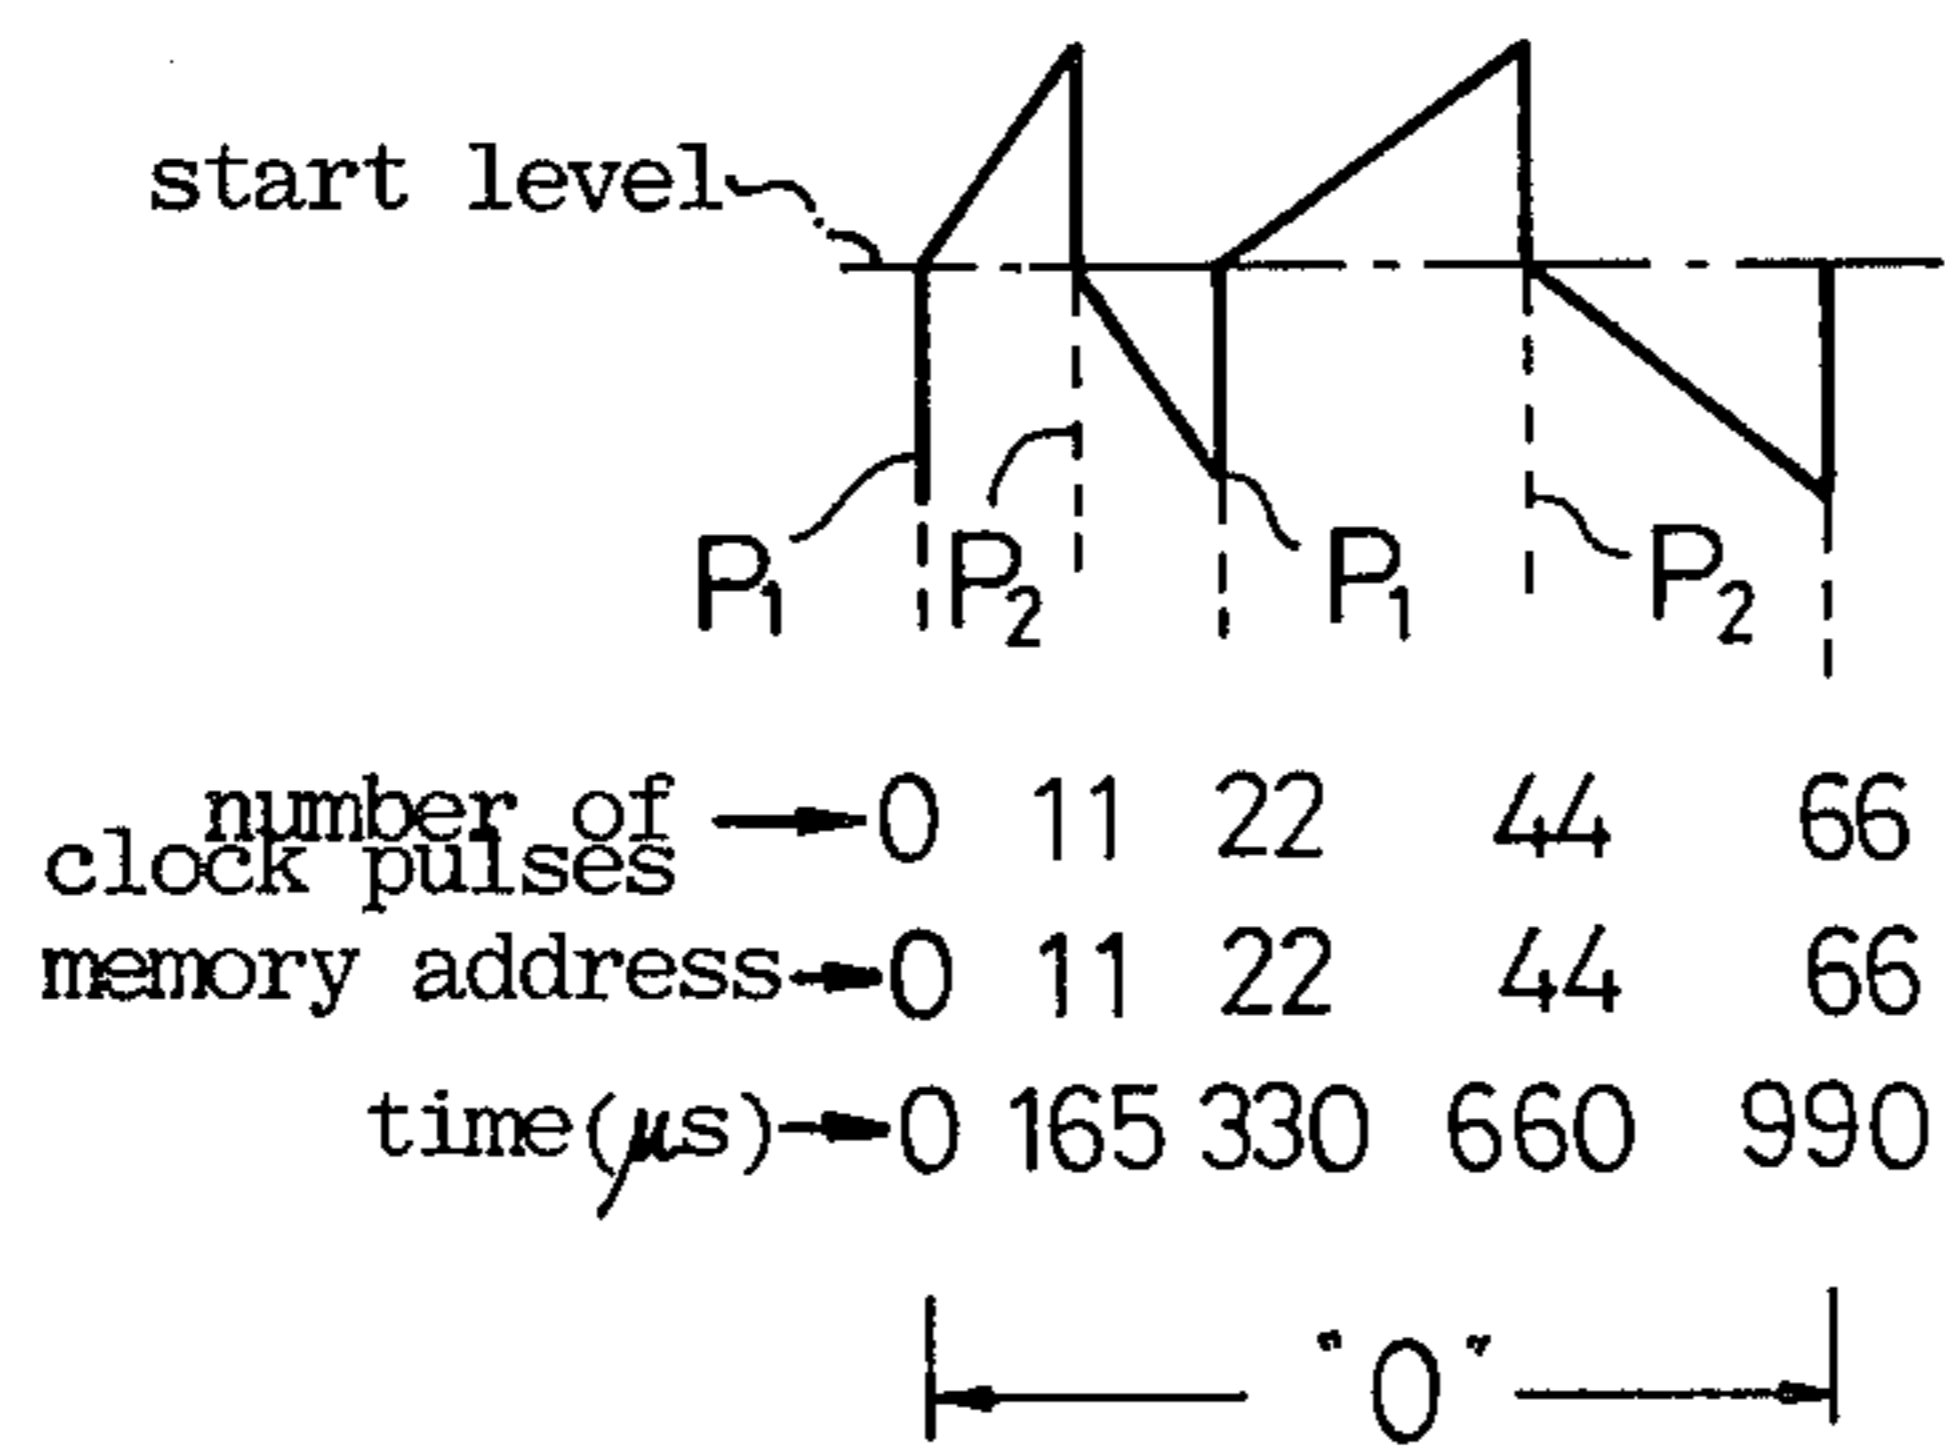 start level
P1 P2 P1 P2
number of clock pulses → 0 11 22 44 66
memory address → 0 11 22 44 66
time(μs) → 0 165 330 660 990
"0"